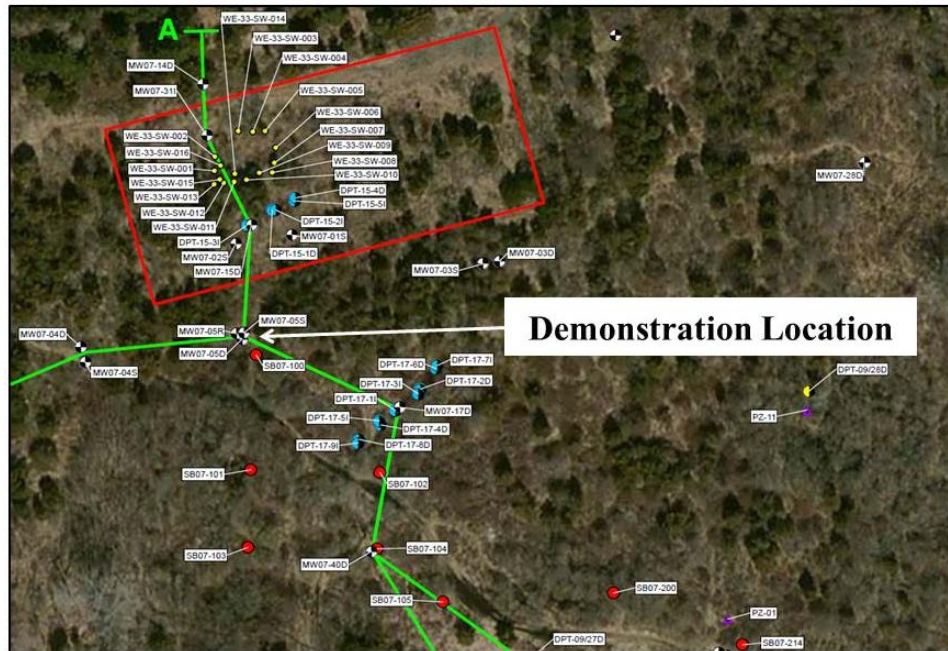 A
WE-33-SW-014
WE-33-SW-003
WE-33-SW-004
MW07-14D
WE-33-SW-005
MW07-31I
WE-33-SW-006
WE-33-SW-002
WE-33-SW-007
WE-33-SW-016
WE-33-SW-009
WE-33-SW-001
WE-33-SW-008
WE-33-SW-015
WE-33-SW-010
WE-33-SW-013
DPT-15-4D
WE-33-SW-012
DPT-15-5I
WE-33-SW-011
DPT-15-2I
DPT-15-3I
MW07-01S
MW07-02S
DPT-15-1D
MW07-15D
MW07-28D
MW07-03S
MW07-03D
MW07-05R
MW07-05S
Demonstration Location
MW07-04D
MW07-05D
MW07-04S
SB07-100
DPT-17-6D
DPT-17-7I
DPT-17-3I
DPT-17-2D
DPT-09/28D
DPT-17-1I
MW07-17D
PZ-11
DPT-17-5I
DPT-17-4D
DPT-17-9I
DPT-17-8D
SB07-101
SB07-102
SB07-103
SB07-104
MW07-40D
SB07-200
SB07-105
PZ-01
DPT-09/27D
SB07-214